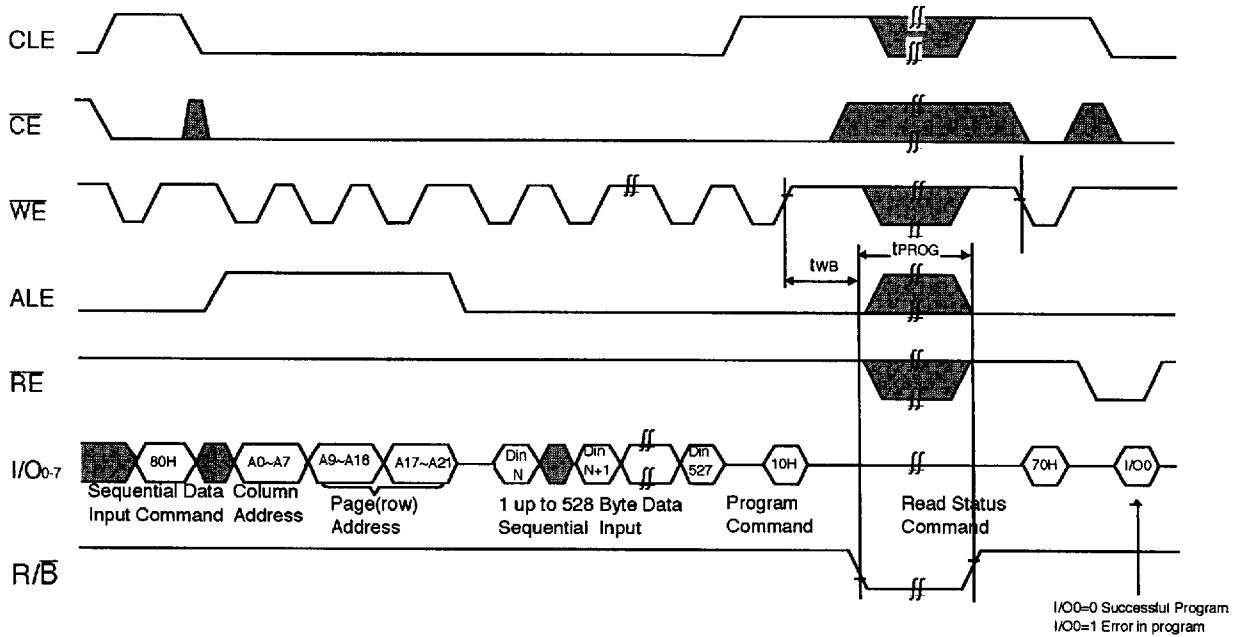 CLE
CE
WE
tWB
tPROG
ALE
RE
I/O0-7
80H
A0~A7
A9~A16
A17~A21
Din N
Din N+1
Din 527
10H
70H
I/O0
Sequential Data Input Command
Column Address
Page(row) Address
1 up to 528 Byte Data
Sequential Input
Program Command
Read Status Command
R/B
I/O0=0 Successful Program
I/O0=1 Error in program